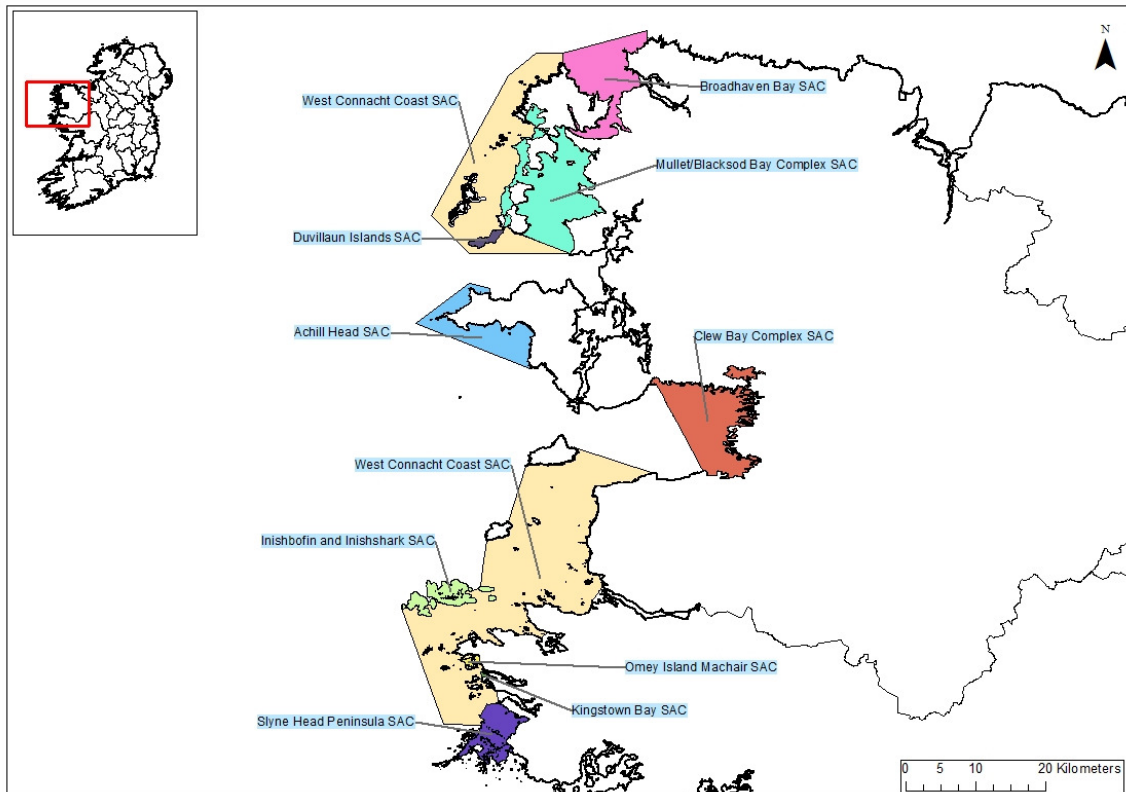 N
Broadhaven Bay SAC
West Connacht Coast SAC
Mullet/Blacksod Bay Complex SAC
Duvillaun Islands SAC
Achill Head SAC
Clew Bay Complex SAC
West Connacht Coast SAC
Inishbofin and Inishshark SAC
Omey Island Machair SAC
Kingstown Bay SAC
Slyne Head Peninsula SAC
0 5 10 20 Kilometers